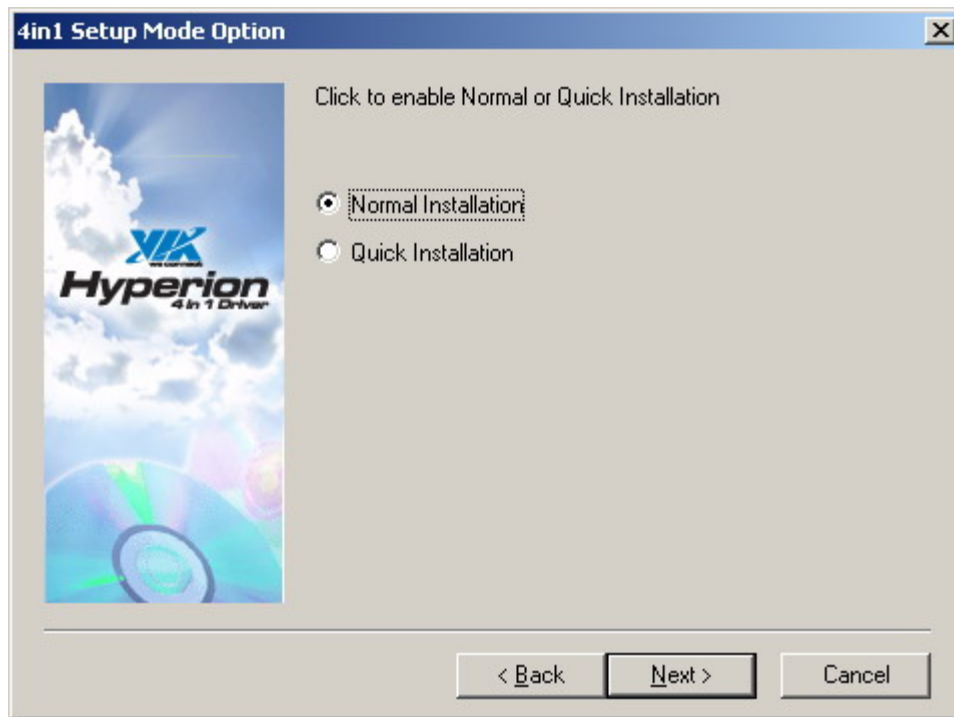 4in1 Setup Mode Option
Click to enable Normal or Quick Installation
Normal Installation
Quick Installation
VIA
Hyperion
4 in 1 Driver
< Back
Next >
Cancel